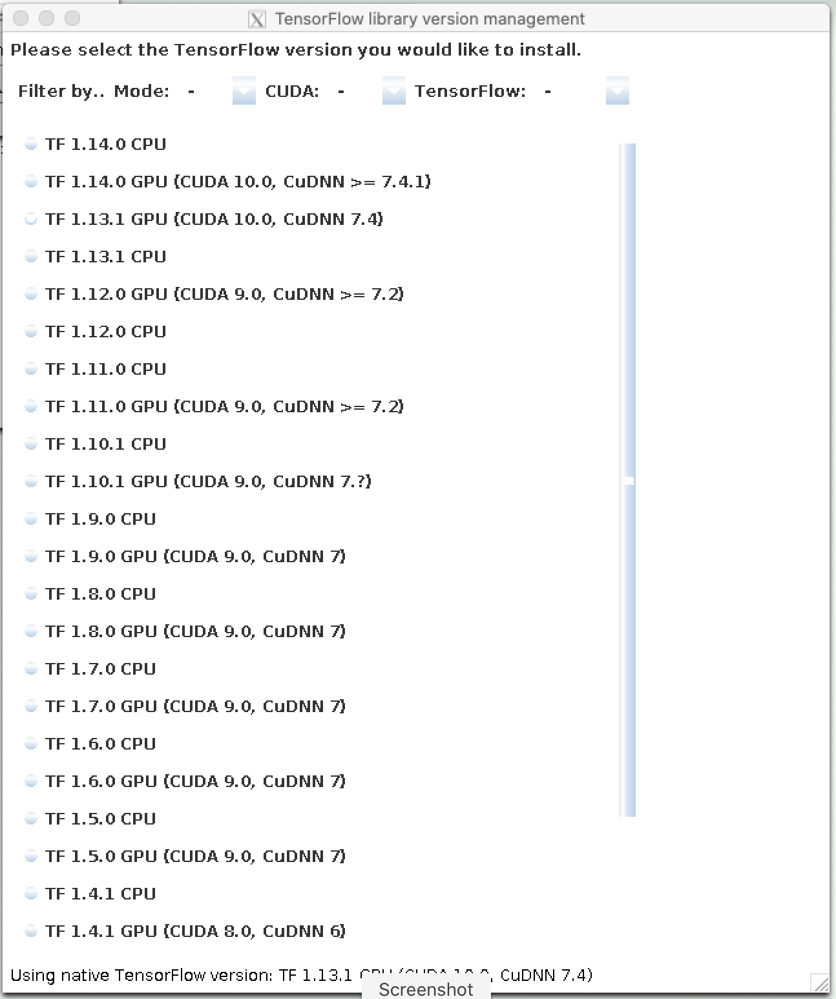 TensorFlow library version management
Please select the TensorFlow version you would like to install.
Filter by.. Mode: - CUDA: - TensorFlow: -
TF 1.14.0 CPU
TF 1.14.0 GPU (CUDA 10.0, CuDNN >= 7.4.1)
TF 1.13.1 GPU (CUDA 10.0, CuDNN 7.4)
TF 1.13.1 CPU
TF 1.12.0 GPU (CUDA 9.0, CuDNN >= 7.2)
TF 1.12.0 CPU
TF 1.11.0 CPU
TF 1.11.0 GPU (CUDA 9.0, CuDNN >= 7.2)
TF 1.10.1 CPU
TF 1.10.1 GPU (CUDA 9.0, CuDNN 7.?)
TF 1.9.0 CPU
TF 1.9.0 GPU (CUDA 9.0, CuDNN 7)
TF 1.8.0 CPU
TF 1.8.0 GPU (CUDA 9.0, CuDNN 7)
TF 1.7.0 CPU
TF 1.7.0 GPU (CUDA 9.0, CuDNN 7)
TF 1.6.0 CPU
TF 1.6.0 GPU (CUDA 9.0, CuDNN 7)
TF 1.5.0 CPU
TF 1.5.0 GPU (CUDA 9.0, CuDNN 7)
TF 1.4.1 CPU
TF 1.4.1 GPU (CUDA 8.0, CuDNN 6)
Using native TensorFlow version: TF 1.13.1 GPU (CUDA 10.0, CuDNN 7.4)
Screenshot